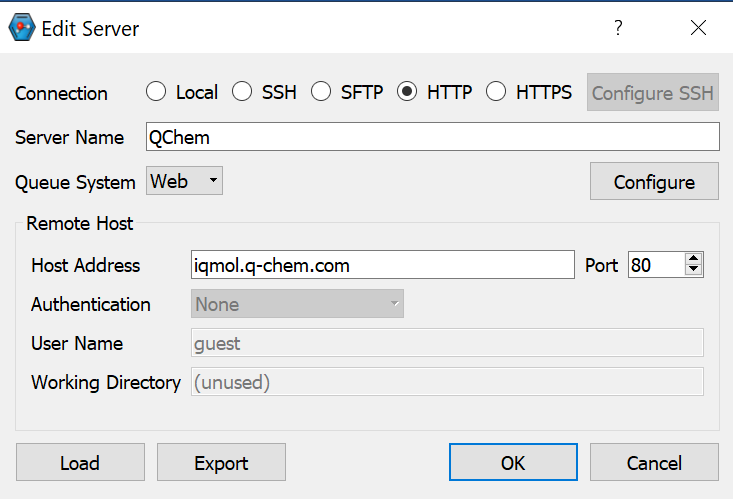 Edit Server
?
Connection Local SSH SFTP HTTP HTTPS Configure SSH
Server Name QChem
Queue System Web Configure
Remote Host
Host Address iqmol.q-chem.com Port 80
Authentication None
User Name guest
Working Directory (unused)
Load Export OK Cancel